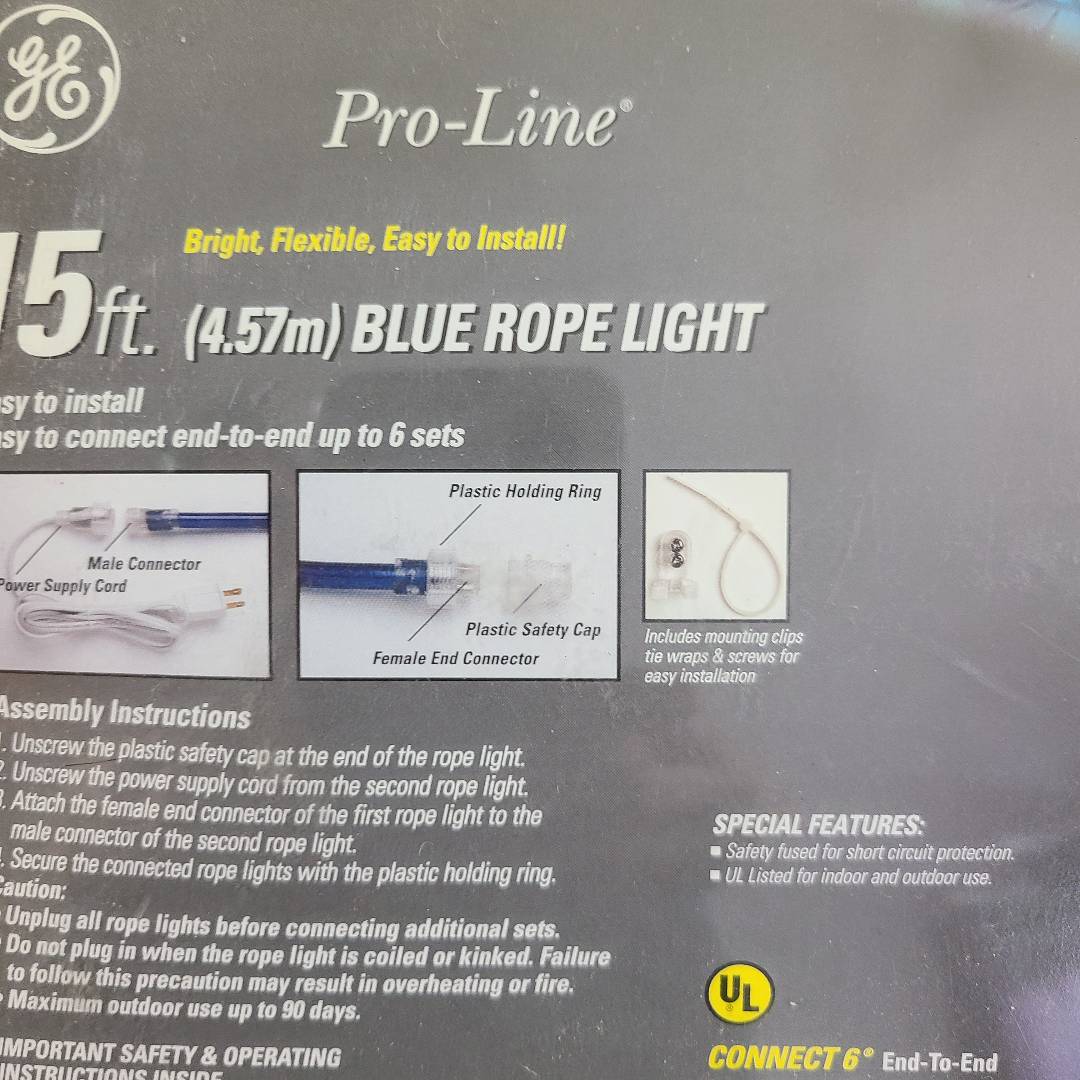 GE
Pro-Line®
Bright, Flexible, Easy to Install!
15ft. (4.57m) BLUE ROPE LIGHT
sy to install
sy to connect end-to-end up to 6 sets
Plastic Holding Ring
Male Connector
Power Supply Cord
Plastic Safety Cap
Female End Connector
Includes mounting clips
tie wraps & screws for
easy installation
Assembly Instructions
. Unscrew the plastic safety cap at the end of the rope light.
2. Unscrew the power supply cord from the second rope light.
3. Attach the female end connector of the first rope light to the
male connector of the second rope light.
. Secure the connected rope lights with the plastic holding ring.
Caution:
Unplug all rope lights before connecting additional sets.
Do not plug in when the rope light is coiled or kinked. Failure
to follow this precaution may result in overheating or fire.
• Maximum outdoor use up to 90 days.
IMPORTANT SAFETY & OPERATING
INSTRUCTIONS INSIDE
SPECIAL FEATURES:
▪ Safety fused for short circuit protection.
▪ UL Listed for indoor and outdoor use.
UL®
CONNECT 6® End-To-End